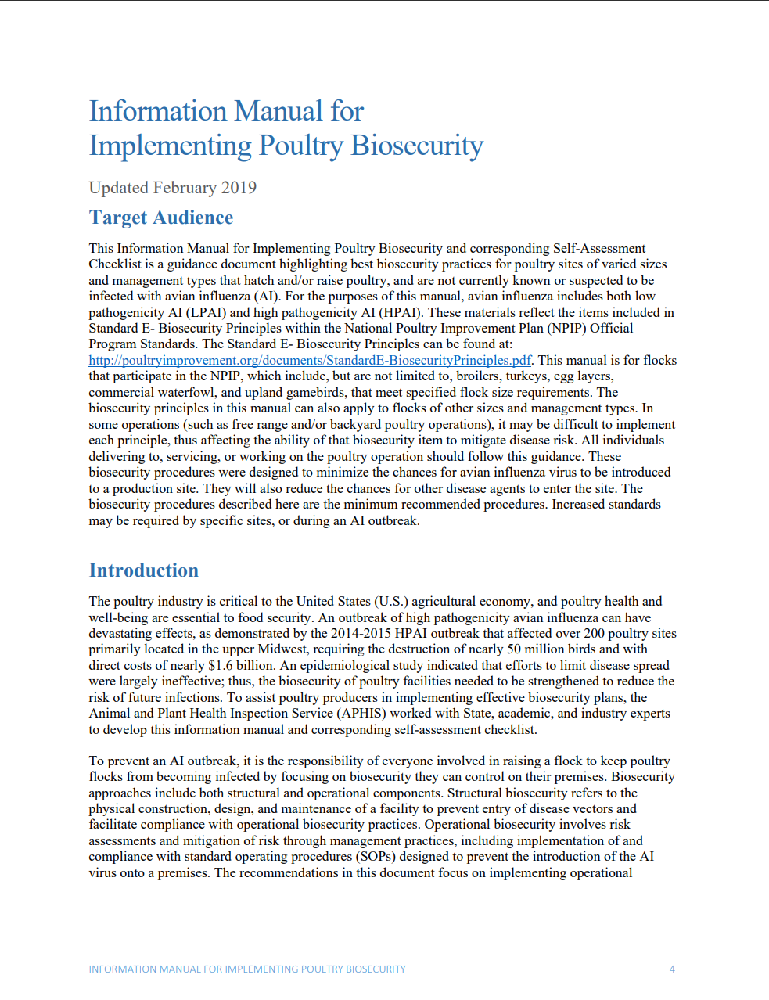 Information Manual for
Implementing Poultry Biosecurity
Updated February 2019
Target Audience
This Information Manual for Implementing Poultry Biosecurity and corresponding Self-Assessment
Checklist is a guidance document highlighting best biosecurity practices for poultry sites of varied sizes
and management types that hatch and/or raise poultry, and are not currently known or suspected to be
infected with avian influenza (AI). For the purposes of this manual, avian influenza includes both low
pathogenicity AI (LPAI) and high pathogenicity AI (HPAI). These materials reflect the items included in
Standard E- Biosecurity Principles within the National Poultry Improvement Plan (NPIP) Official
Program Standards. The Standard E- Biosecurity Principles can be found at:
http://poultryimprovement.org/documents/StandardE-BiosecurityPrinciples.pdf. This manual is for flocks
that participate in the NPIP, which include, but are not limited to, broilers, turkeys, egg layers,
commercial waterfowl, and upland gamebirds, that meet specified flock size requirements. The
biosecurity principles in this manual can also apply to flocks of other sizes and management types. In
some operations (such as free range and/or backyard poultry operations), it may be difficult to implement
each principle, thus affecting the ability of that biosecurity item to mitigate disease risk. All individuals
delivering to, servicing, or working on the poultry operation should follow this guidance. These
biosecurity procedures were designed to minimize the chances for avian influenza virus to be introduced
to a production site. They will also reduce the chances for other disease agents to enter the site. The
biosecurity procedures described here are the minimum recommended procedures. Increased standards
may be required by specific sites, or during an AI outbreak.
Introduction
The poultry industry is critical to the United States (U.S.) agricultural economy, and poultry health and
well-being are essential to food security. An outbreak of high pathogenicity avian influenza can have
devastating effects, as demonstrated by the 2014-2015 HPAI outbreak that affected over 200 poultry sites
primarily located in the upper Midwest, requiring the destruction of nearly 50 million birds and with
direct costs of nearly $1.6 billion. An epidemiological study indicated that efforts to limit disease spread
were largely ineffective; thus, the biosecurity of poultry facilities needed to be strengthened to reduce the
risk of future infections. To assist poultry producers in implementing effective biosecurity plans, the
Animal and Plant Health Inspection Service (APHIS) worked with State, academic, and industry experts
to develop this information manual and corresponding self-assessment checklist.
To prevent an AI outbreak, it is the responsibility of everyone involved in raising a flock to keep poultry
flocks from becoming infected by focusing on biosecurity they can control on their premises. Biosecurity
approaches include both structural and operational components. Structural biosecurity refers to the
physical construction, design, and maintenance of a facility to prevent entry of disease vectors and
facilitate compliance with operational biosecurity practices. Operational biosecurity involves risk
assessments and mitigation of risk through management practices, including implementation of and
compliance with standard operating procedures (SOPs) designed to prevent the introduction of the AI
virus onto a premises. The recommendations in this document focus on implementing operational
INFORMATION MANUAL FOR IMPLEMENTING POULTRY BIOSECURITY 4